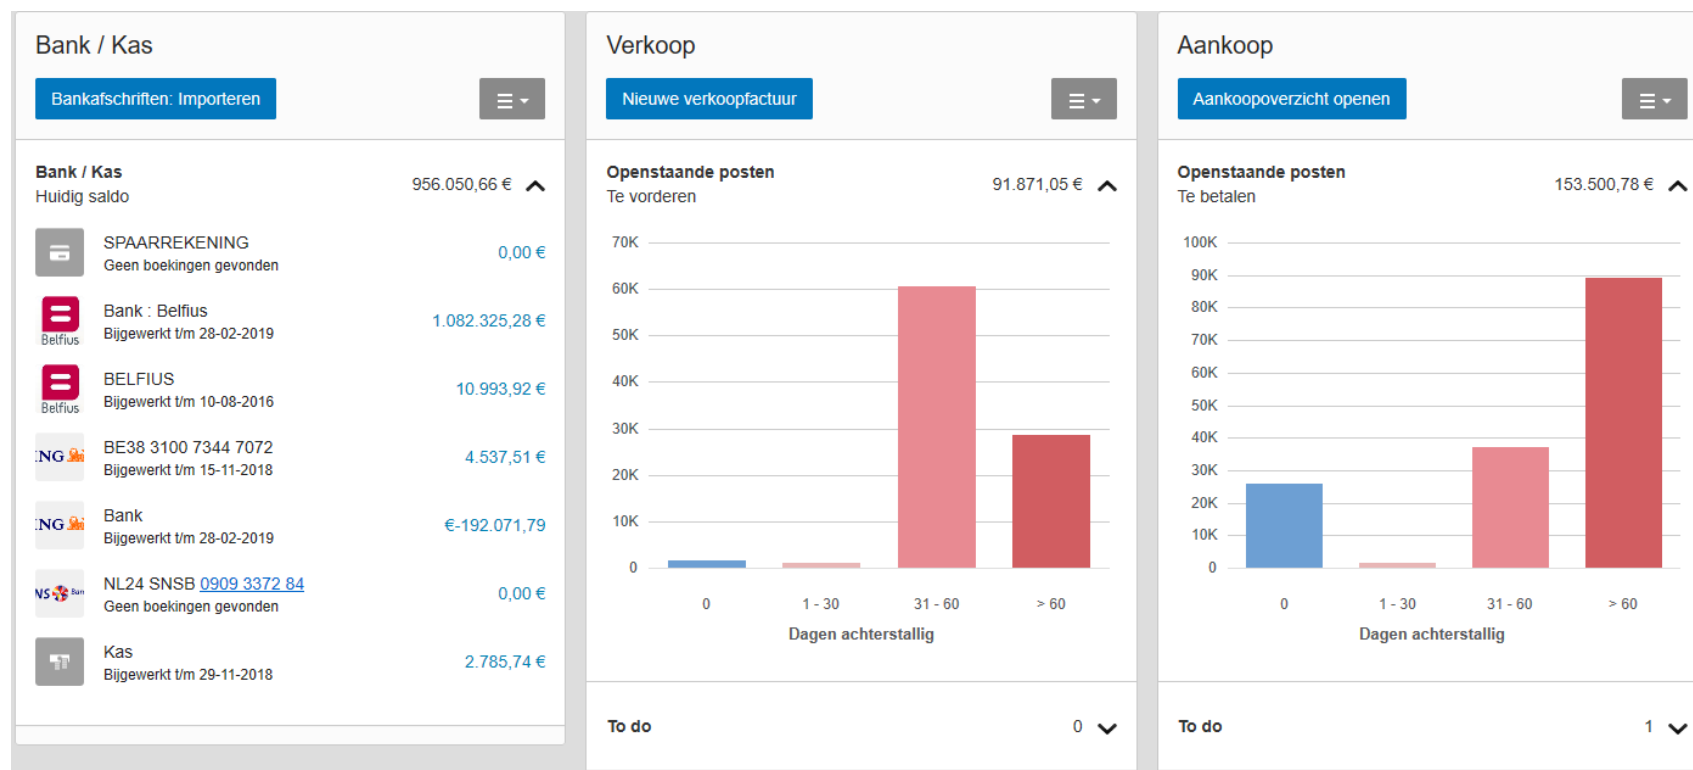 Bank / Kas
Bankafschriften: Importeren
Bank / Kas
Huidig saldo
956.050,66 €
SPAARREKENING
Geen boekingen gevonden
0,00 €
Belfius
Bank : Belfius
Bijgewerkt t/m 28-02-2019
1.082.325,28 €
Belfius
BELFIUS
Bijgewerkt t/m 10-08-2016
10.993,92 €
NG
BE38 3100 7344 7072
Bijgewerkt t/m 15-11-2018
4.537,51 €
NG
Bank
Bijgewerkt t/m 28-02-2019
€-192.071,79
NS Ban
NL24 SNSB 0909 3372 84
Geen boekingen gevonden
0,00 €
Kas
Bijgewerkt t/m 29-11-2018
2.785,74 €
Verkoop
Nieuwe verkoopfactuur
Openstaande posten
Te vorderen
91.871,05 €
70K
60K
50K
40K
30K
20K
10K
0
0 1 - 30 31 - 60 > 60
Dagen achterstallig
To do 0
Aankoop
Aankoopoverzicht openen
Openstaande posten
Te betalen
153.500,78 €
100K
90K
80K
70K
60K
50K
40K
30K
20K
10K
0
0 1 - 30 31 - 60 > 60
Dagen achterstallig
To do 1